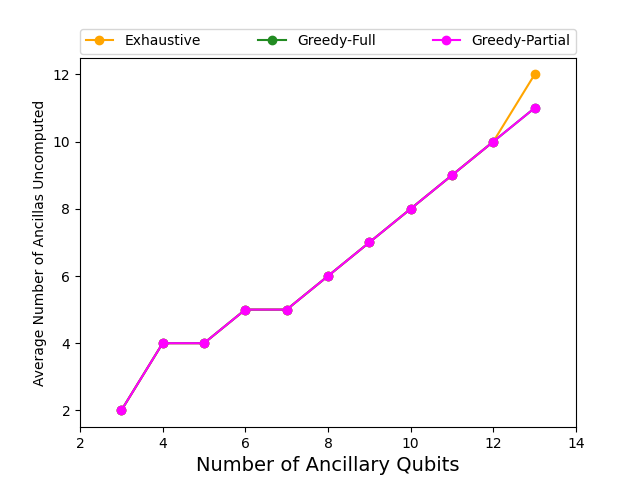 Exhaustive Greedy-Full Greedy-Partial
Average Number of Ancillas Uncomputed
12
10
8
6
4
2
2 4 6 8 10 12 14
Number of Ancillary Qubits